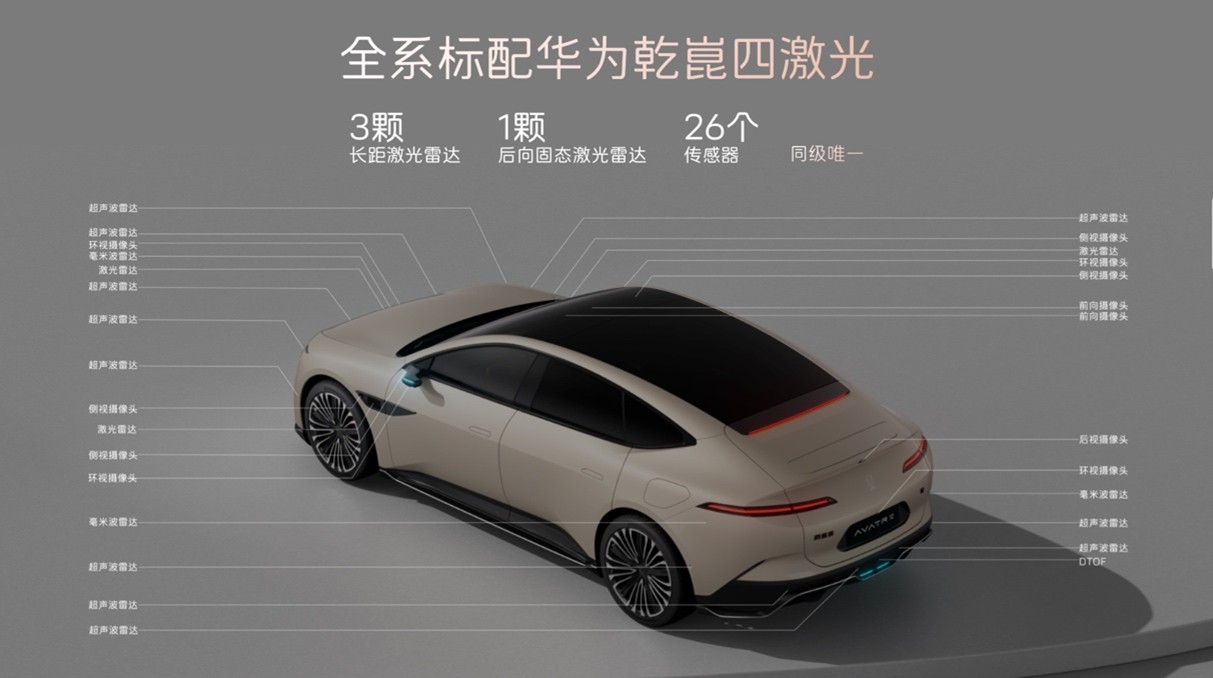 全系标配华为乾崑四激光
3颗
长距激光雷达
1颗
后向固态激光雷达
26个
传感器
同级唯一
超声波雷达
超声波雷达
环视摄像头
毫米波雷达
激光雷达
超声波雷达
超声波雷达
超声波雷达
侧视摄像头
激光雷达
侧视摄像头
环视摄像头
毫米波雷达
超声波雷达
超声波雷达
超声波雷达
超声波雷达
侧视摄像头
激光雷达
环视摄像头
侧视摄像头
前向摄像头
前向摄像头
后视摄像头
环视摄像头
毫米波雷达
超声波雷达
超声波雷达
DTOF